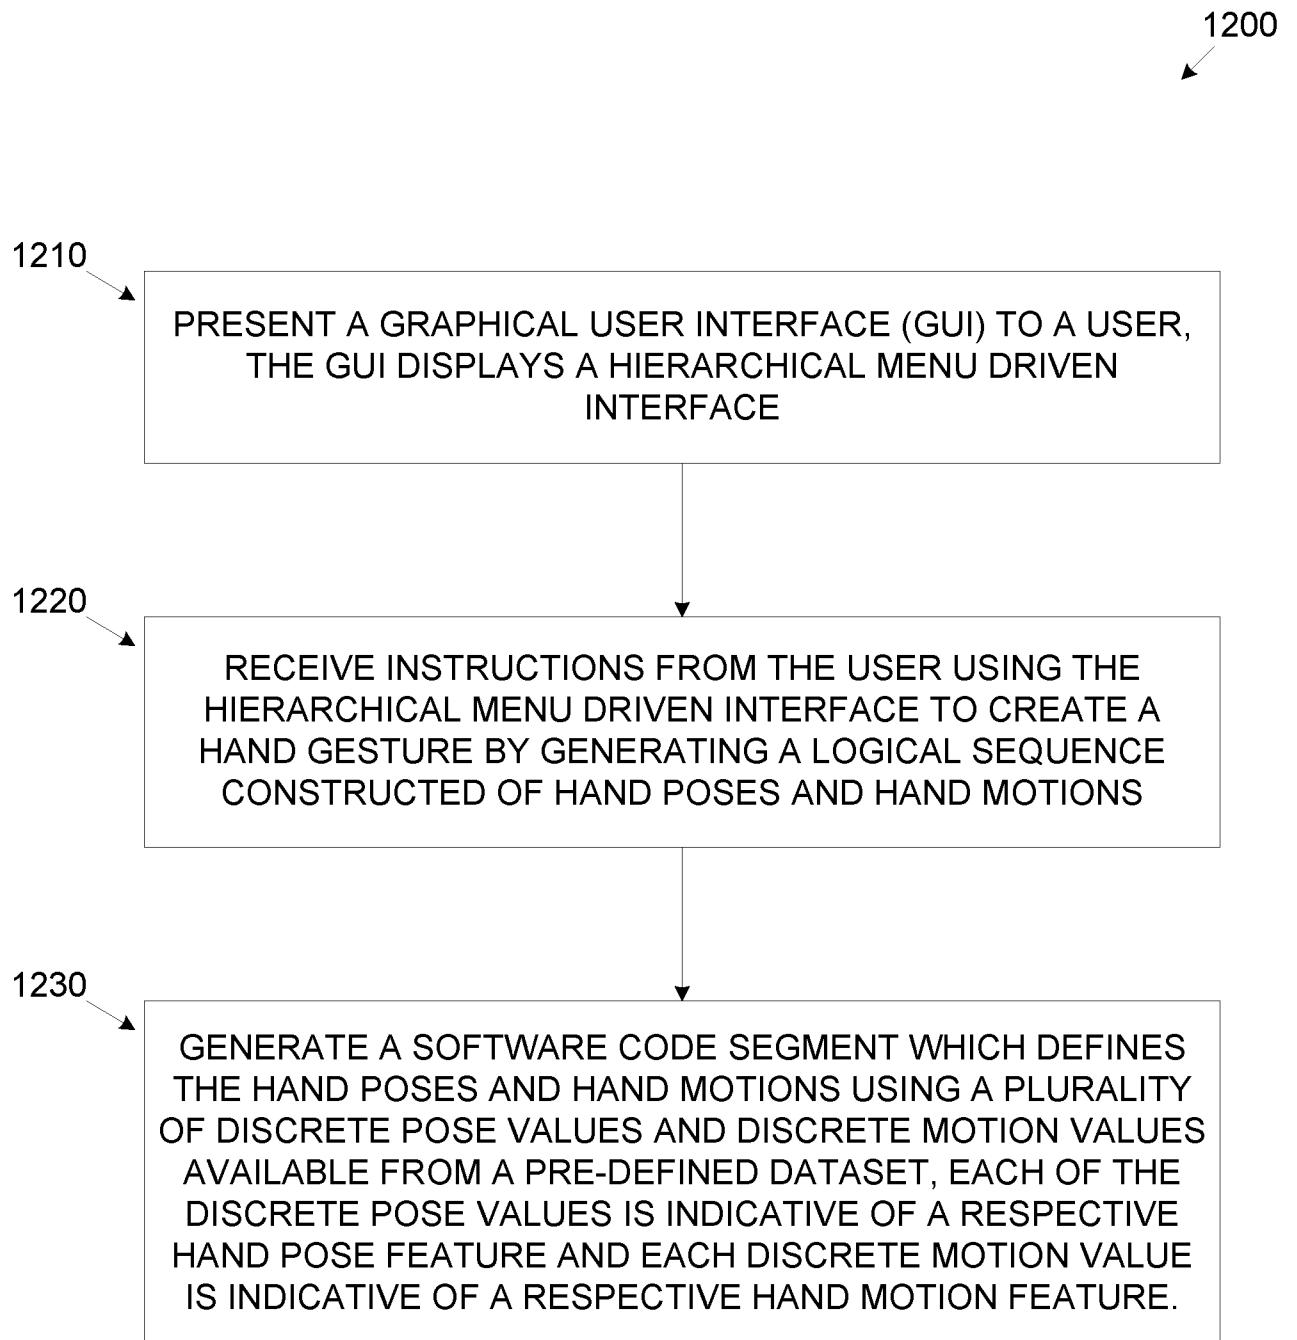 1200
1210
PRESENT A GRAPHICAL USER INTERFACE (GUI) TO A USER,
THE GUI DISPLAYS A HIERARCHICAL MENU DRIVEN
INTERFACE
1220
RECEIVE INSTRUCTIONS FROM THE USER USING THE
HIERARCHICAL MENU DRIVEN INTERFACE TO CREATE A
HAND GESTURE BY GENERATING A LOGICAL SEQUENCE
CONSTRUCTED OF HAND POSES AND HAND MOTIONS
1230
GENERATE A SOFTWARE CODE SEGMENT WHICH DEFINES
THE HAND POSES AND HAND MOTIONS USING A PLURALITY
OF DISCRETE POSE VALUES AND DISCRETE MOTION VALUES
AVAILABLE FROM A PRE-DEFINED DATASET, EACH OF THE
DISCRETE POSE VALUES IS INDICATIVE OF A RESPECTIVE
HAND POSE FEATURE AND EACH DISCRETE MOTION VALUE
IS INDICATIVE OF A RESPECTIVE HAND MOTION FEATURE.